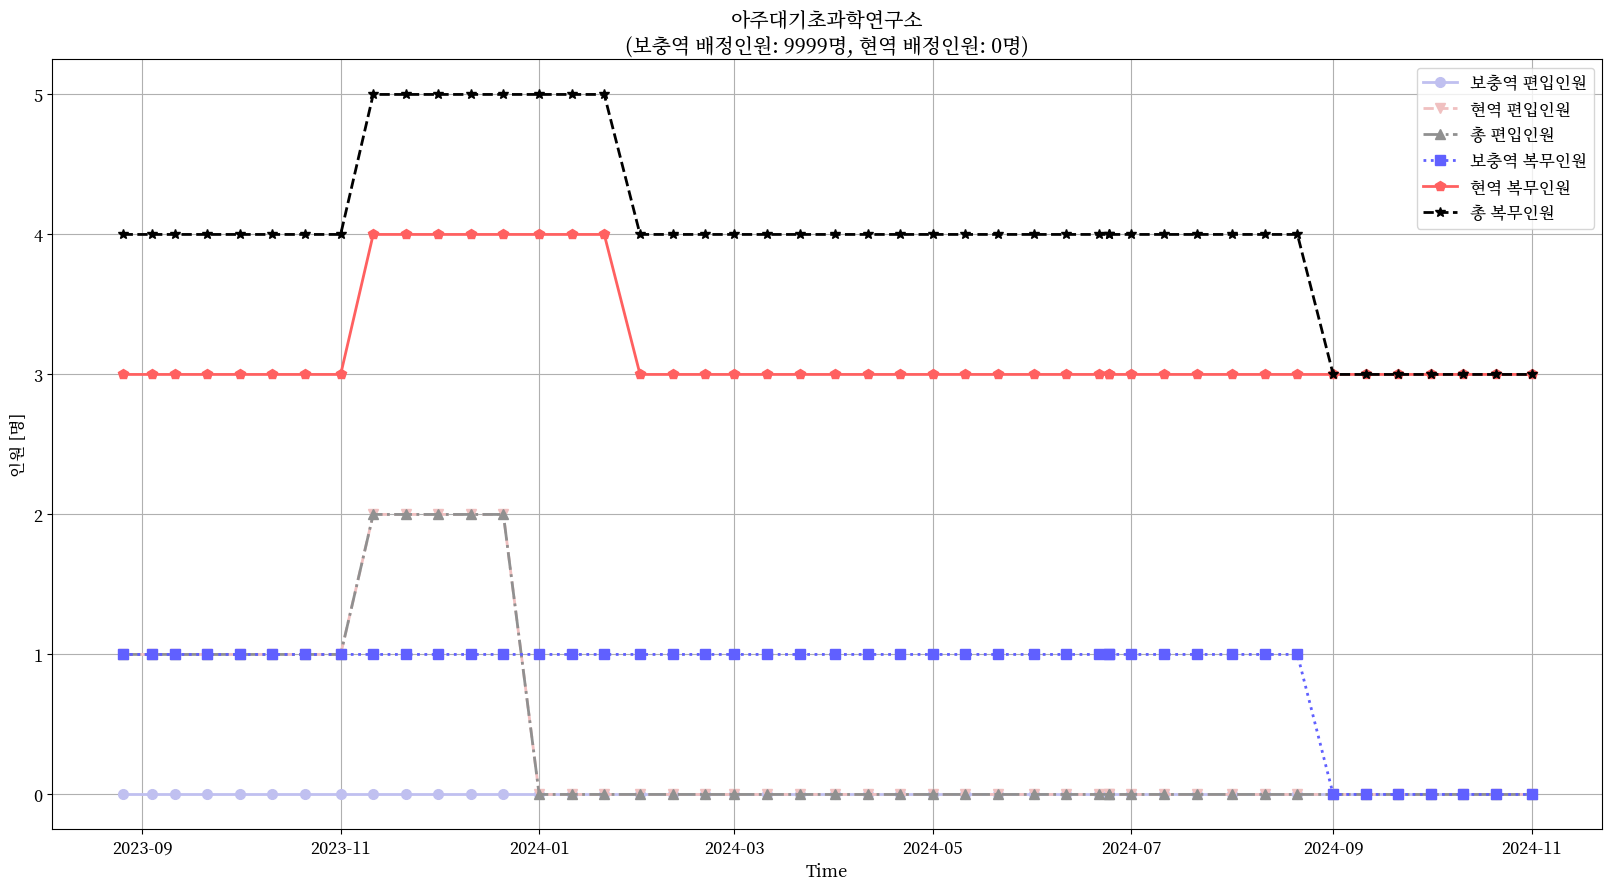 아주대기초과학연구소
(보충역 배정인원: 9999명, 현역 배정인원: 0명)
보충역 편입인원
현역 편입인원
총 편입인원
보충역 복무인원
현역 복무인원
총 복무인원
인원 [명]
5
4
3
2
1
0
2023-09
2023-11
2024-01
2024-03
2024-05
2024-07
2024-09
2024-11
Time